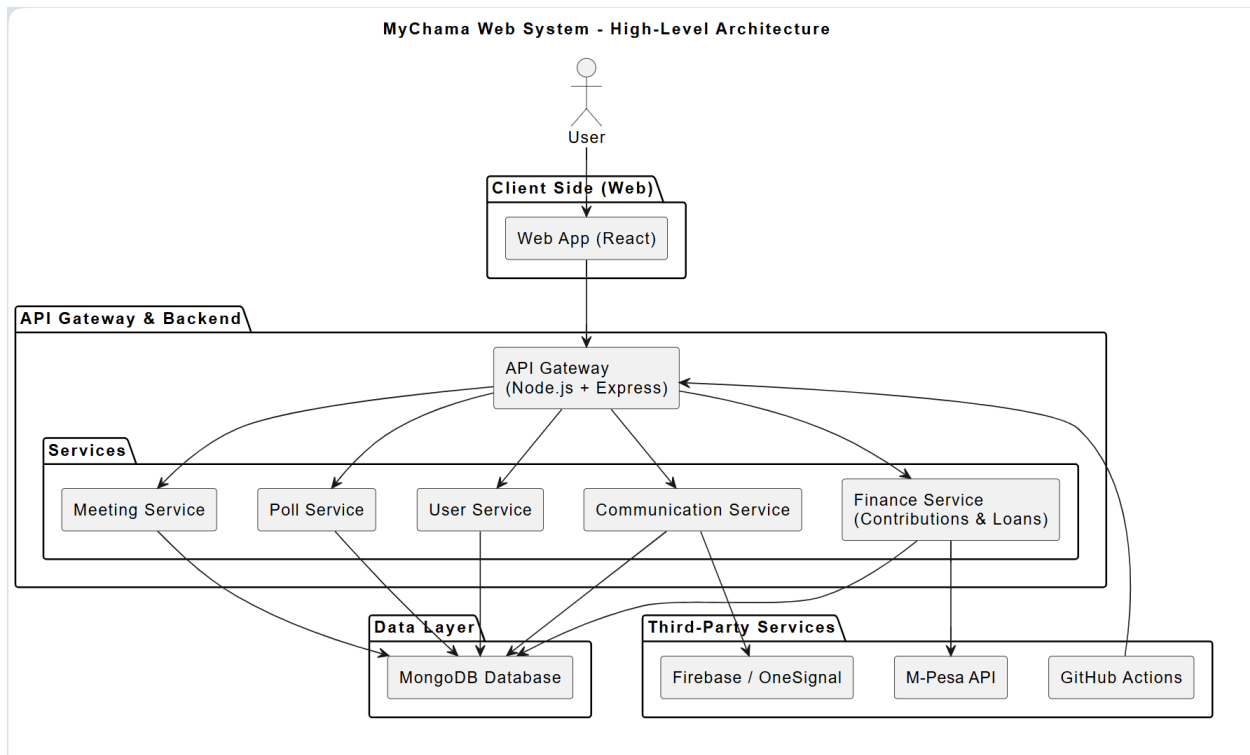 MyChama Web System - High-Level Architecture
User
Client Side (Web)
Web App (React)
API Gateway & Backend
API Gateway
(Node.js + Express)
Services
Meeting Service
Poll Service
User Service
Communication Service
Finance Service
(Contributions & Loans)
Data Layer
MongoDB Database
Third-Party Services
Firebase / OneSignal
M-Pesa API
GitHub Actions